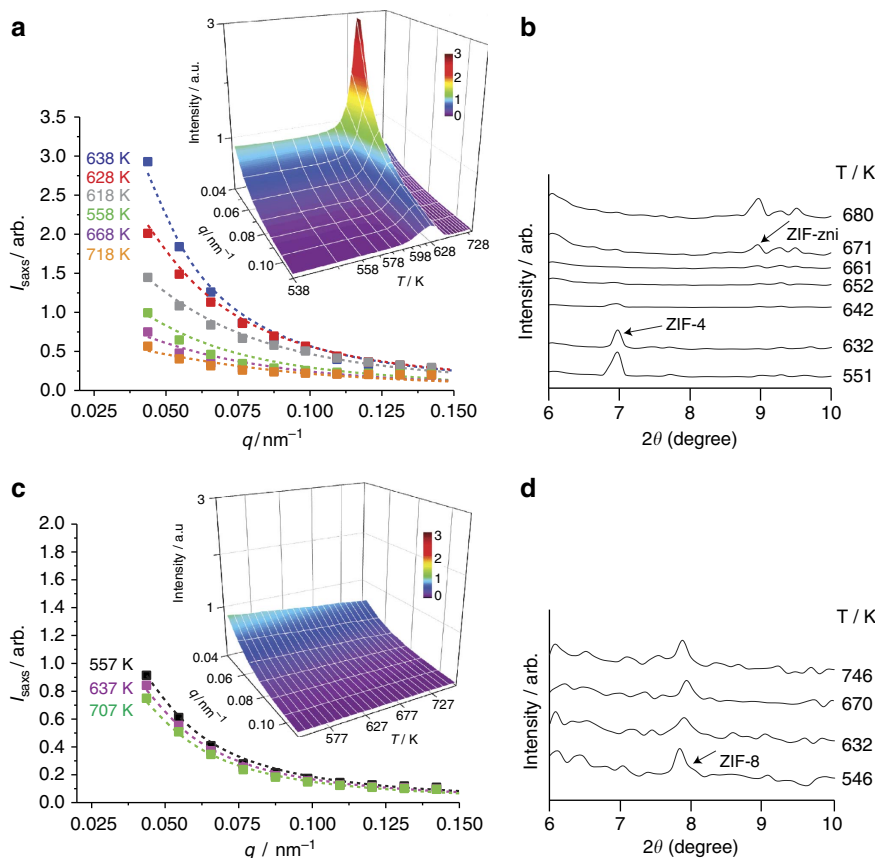 a
3.5
3.0
2.5
2.0
1.5
1.0
0.5
0.0
I saxs / arb.
638 K
628 K
618 K
558 K
668 K
718 K
0.025 0.050 0.075 0.100 0.125 0.150
q/nm⁻¹
3
1
Intensity / a.u.
3
2
1
0
0.04
0.06
0.08
0.10
q/nm⁻¹
538
558
578
598
628
728
T / K
b
T / K
680
ZIF-zni
671
661
652
642
ZIF-4
632
551
Intensity / arb.
6 7 8 9 10
2θ (degree)
c
2.0
1.8
1.6
1.4
1.2
1.0
0.8
0.6
0.4
0.2
0.0
I saxs / arb.
557 K
637 K
707 K
0.025 0.050 0.075 0.100 0.125 0.150
q / nm⁻¹
3
1
Intensity / a.u
3
2
1
0
0.04
0.06
0.08
0.10
q/nm⁻¹
577
627
677
727
T / K
d
T / K
746
670
632
ZIF-8
546
Intensity / arb.
6 7 8 9 10
2θ (degree)